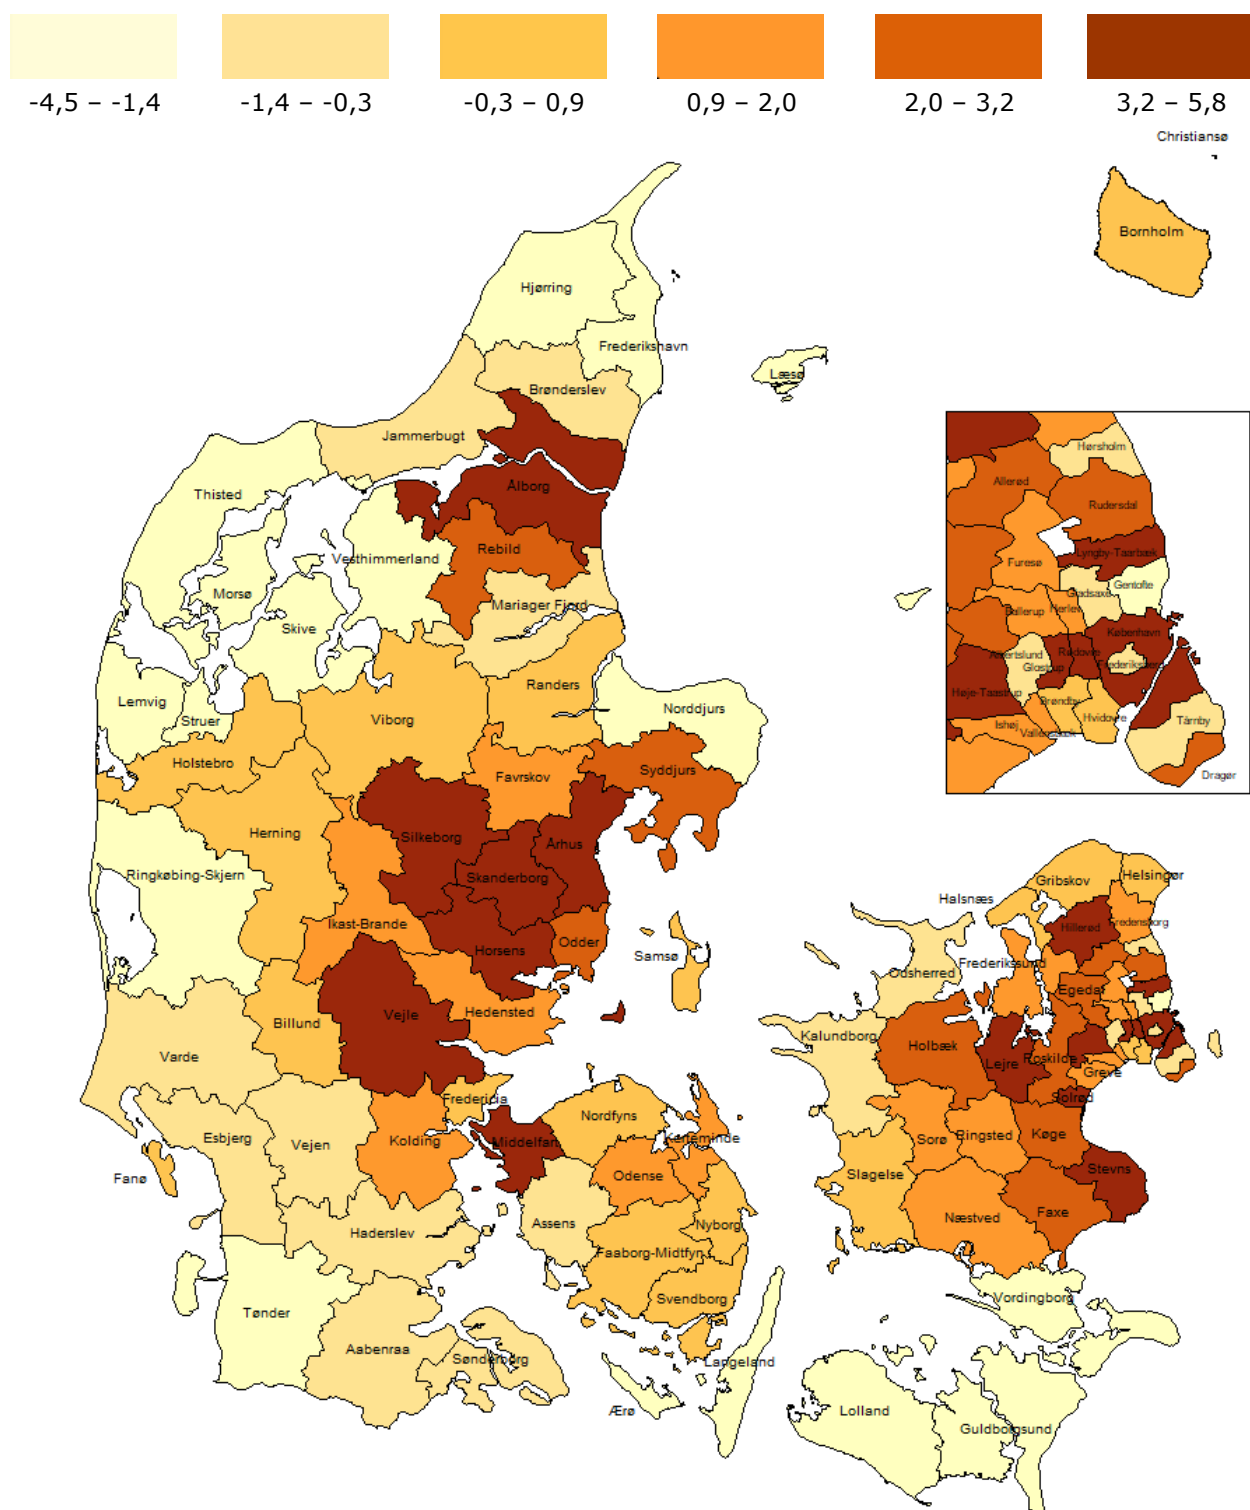 -4,5 – -1,4
-1,4 – -0,3
-0,3 – 0,9
0,9 – 2,0
2,0 – 3,2
3,2 – 5,8
Christiansø
Bornholm
Hjørring
Frederikshavn
Læsø
Brønderslev
Jammerbugt
Ålborg
Thisted
Rebild
Vesthimmerland
Morsø
Mariager Fjord
Skive
Randers
Lemvig
Struer
Viborg
Norddjurs
Holstebro
Favrskov
Syddjurs
Herning
Silkeborg
Århus
Skanderborg
Ringkøbing-Skjern
Ikast-Brande
Horsens
Odder
Samsø
Billund
Vejle
Hedensted
Varde
Fredericia
Nordfyns
Esbjerg
Vejen
Kolding
Middelfart
Kerteminde
Fanø
Odense
Assens
Nyborg
Haderslev
Faaborg-Midtfyn
Svendborg
Tønder
Aabenraa
Sønderborg
Langeland
Ærø
Hørsholm
Allerød
Rudersdal
Lyngby-Taarbæk
Furesø
Gentofte
Gladsaxe
Ballerup
Herlev
København
Rødovre
Albertslund
Glostrup
Frederiksberg
Høje-Taastrup
Brøndby
Hvidovre
Ishøj
Vallensbæk
Tårnby
Dragør
Gribskov
Helsingør
Halsnæs
Hillerød
Fredensborg
Odsherred
Frederikssund
Egedal
Kalundborg
Holbæk
Lejre
Roskilde
Greve
Solrød
Sorø
Ringsted
Køge
Slagelse
Stevns
Næstved
Faxe
Vordingborg
Lolland
Guldborgsund